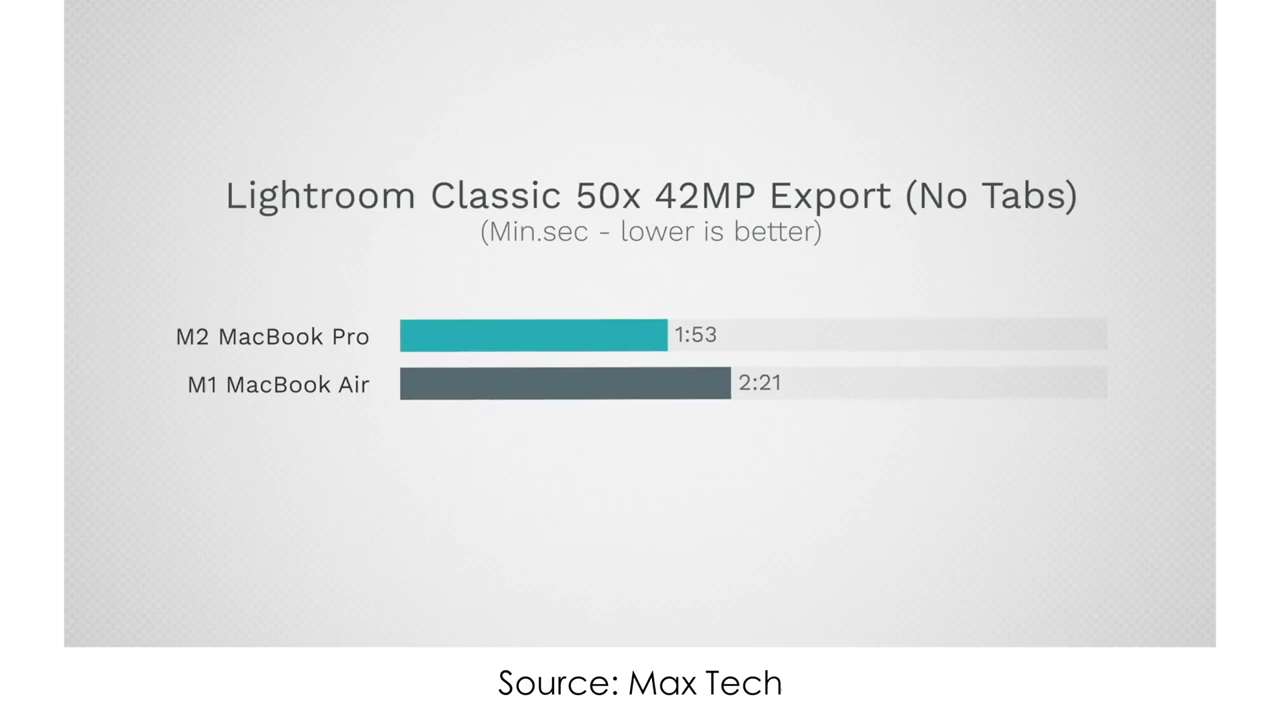 Lightroom Classic 50x 42MP Export (No Tabs)
(Min.sec - lower is better)
M2 MacBook Pro 1:53
M1 MacBook Air 2:21
Source: Max Tech